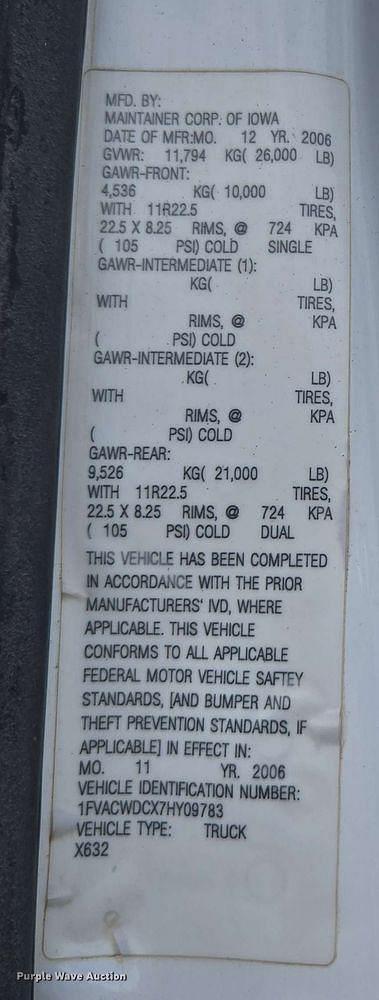 MFD. BY:
MAINTAINER CORP. OF IOWA
DATE OF MFR:MO. 12 YR. 2006
GVWR: 11,794 KG( 26,000 LB)
GAWR-FRONT:
4,536 KG( 10,000 LB)
WITH 11R22.5 TIRES,
22.5 X 8.25 RIMS, @ 724 KPA
( 105 PSI) COLD SINGLE
GAWR-INTERMEDIATE (1):
KG( LB)
WITH TIRES,
RIMS, @ KPA
( PSI) COLD
GAWR-INTERMEDIATE (2):
KG( LB)
WITH TIRES,
RIMS, @ KPA
( PSI) COLD
GAWR-REAR:
9,526 KG( 21,000 LB)
WITH 11R22.5 TIRES,
22.5 X 8.25 RIMS, @ 724 KPA
( 105 PSI) COLD DUAL
THIS VEHICLE HAS BEEN COMPLETED
IN ACCORDANCE WITH THE PRIOR
MANUFACTURERS' IVD, WHERE
APPLICABLE. THIS VEHICLE
CONFORMS TO ALL APPLICABLE
FEDERAL MOTOR VEHICLE SAFTEY
STANDARDS, [AND BUMPER AND
THEFT PREVENTION STANDARDS, IF
APPLICABLE] IN EFFECT IN:
MO. 11 YR. 2006
VEHICLE IDENTIFICATION NUMBER:
1FVACWDCX7HY09783
VEHICLE TYPE: TRUCK
X632
Purple Wave Auction